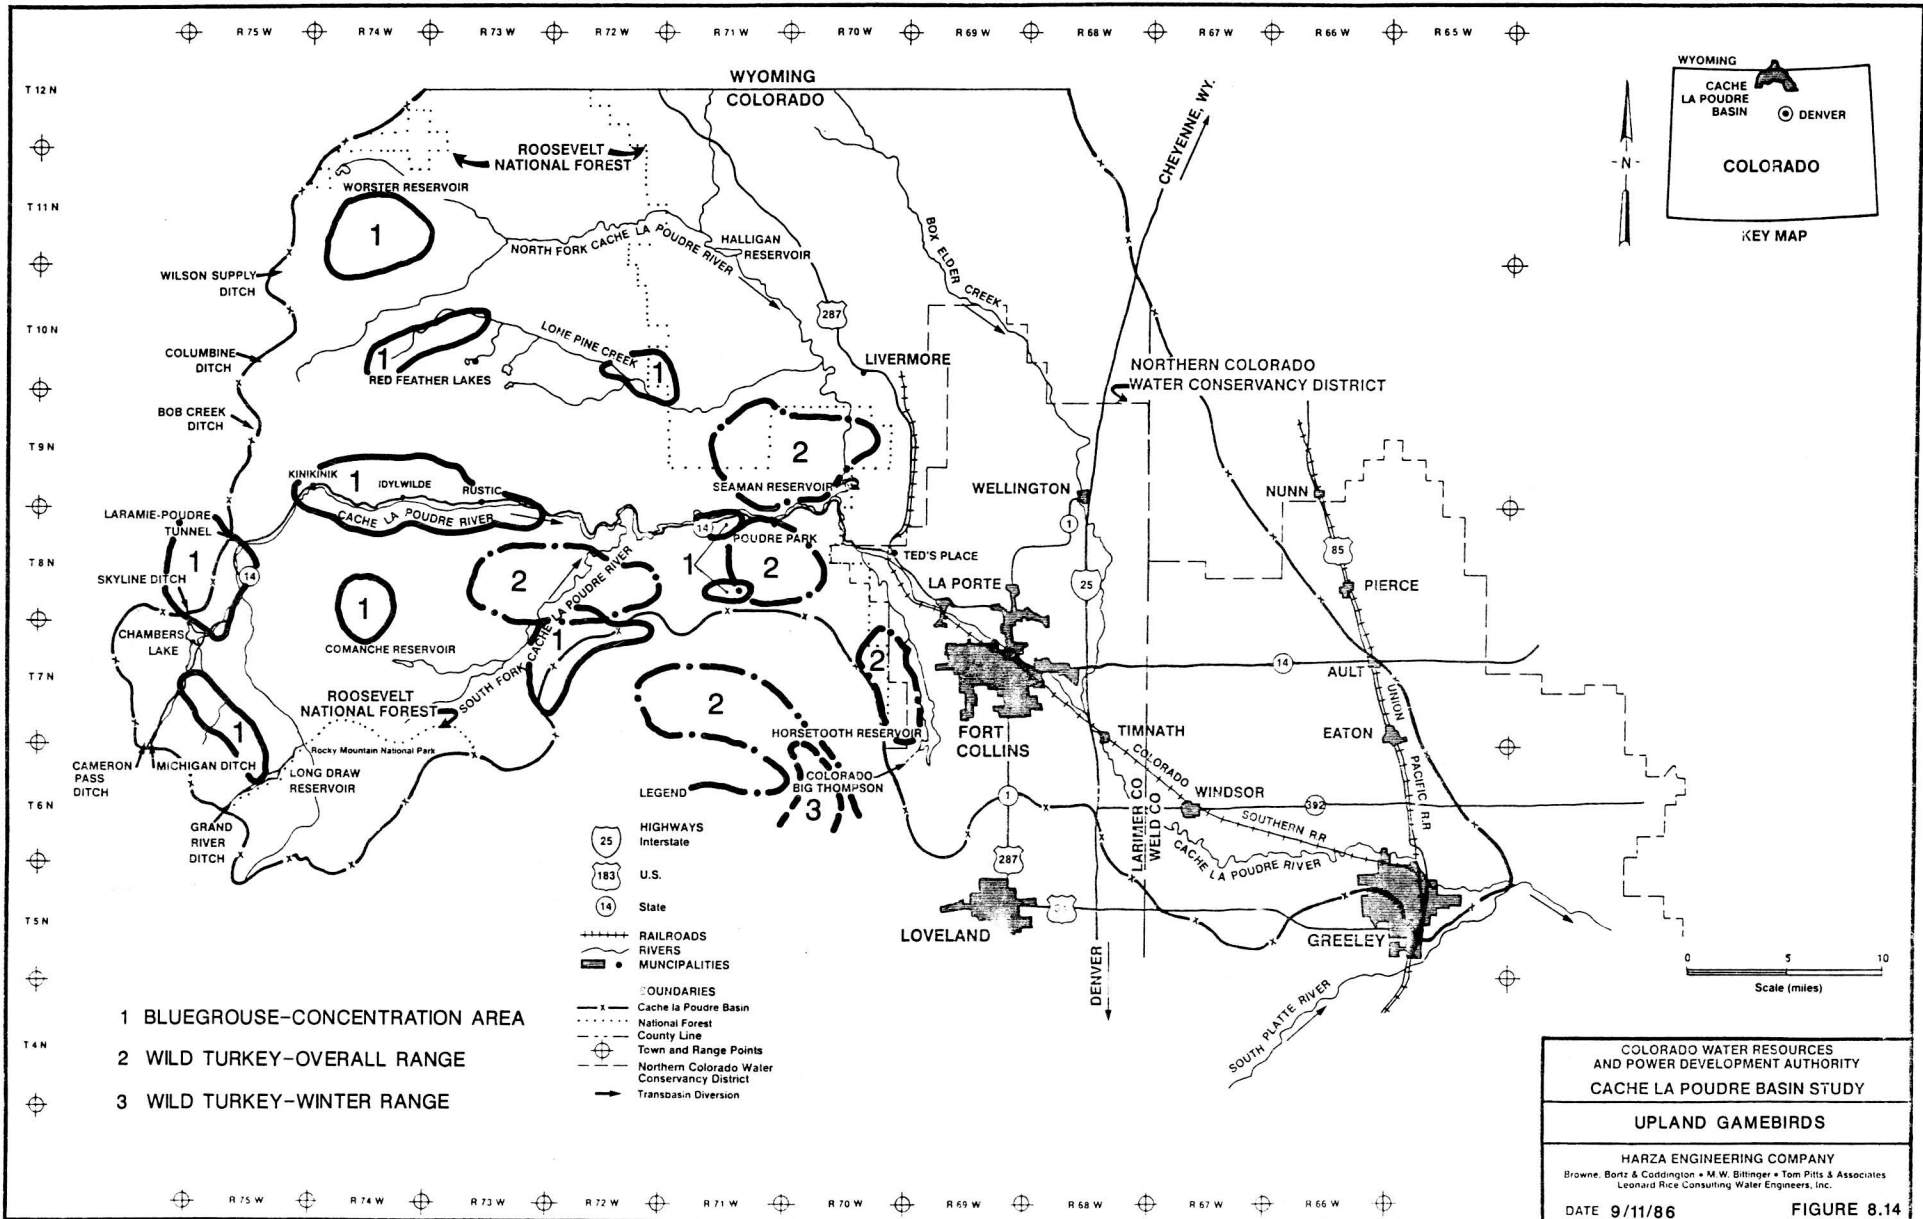 R 75 W R 74 W R 73 W R 72 W R 71 W R 70 W R 69 W R 68 W R 67 W R 66 W R 65 W
T 12 N
T 11 N
T 10 N
T 9 N
T 8 N
T 7 N
T 6 N
T 5 N
T 4 N
WYOMING
COLORADO
ROOSEVELT
NATIONAL FOREST
WORSTER RESERVOIR
1
NORTH FORK CACHE LA POUDRE RIVER
HALLIGAN
RESERVOIR
WILSON SUPPLY
DITCH
BOX ELDER CREEK
CHEYENNE, WY.
287
LONE PINE CREEK
COLUMBINE
DITCH
1
RED FEATHER LAKES
1
LIVERMORE
NORTHERN COLORADO
WATER CONSERVANCY DISTRICT
BOB CREEK
DITCH
2
KINIKINIK
1
IDYLWILDE
RUSTIC
SEAMAN RESERVOIR
WELLINGTON
NUNN
LARAMIE-POUDRE
TUNNEL
CACHE LA POUDRE RIVER
14
POUDRE PARK
1
85
1
2
1
2
TED'S PLACE
SKYLINE DITCH
14
LA PORTE
25
PIERCE
1
CHAMBERS
LAKE
COMANCHE RESERVOIR
SOUTH FORK CACHE LA POUDRE RIVER
1
2
14
AULT
ROOSEVELT
NATIONAL FOREST
1
2
HORSETOOTH RESERVOIR
FORT
COLLINS
TIMNATH
EATON
UNION
PACIFIC R.R
Rocky Mountain National Park
CAMERON
PASS
DITCH
MICHIGAN DITCH
LONG DRAW
RESERVOIR
COLORADO
BIG THOMPSON
3
COLORADO
SOUTHERN R.R
WINDSOR
392
1
GRAND
RIVER
DITCH
LARIMER CO
WELD CO
CACHE LA POUDRE RIVER
287
LOVELAND
GREELEY
DENVER
SOUTH PLATTE RIVER
LEGEND
HIGHWAYS
25 Interstate
183 U.S.
14 State
RAILROADS
RIVERS
MUNCIPALITIES
BOUNDARIES
Cache la Poudre Basin
National Forest
County Line
Town and Range Points
Northern Colorado Water
Conservancy District
Transbasin Diversion
1 BLUEGROUSE-CONCENTRATION AREA
2 WILD TURKEY-OVERALL RANGE
3 WILD TURKEY-WINTER RANGE
-N-
WYOMING
CACHE
LA POUDRE
BASIN
DENVER
COLORADO
KEY MAP
0 5 10
Scale (miles)
COLORADO WATER RESOURCES
AND POWER DEVELOPMENT AUTHORITY
CACHE LA POUDRE BASIN STUDY
UPLAND GAMEBIRDS
HARZA ENGINEERING COMPANY
Browne, Bortz & Coddington • M.W. Bittinger • Tom Pitts & Associates
Leonard Rice Consulting Water Engineers, Inc.
DATE 9/11/86 FIGURE 8.14
R 75 W R 74 W R 73 W R 72 W R 71 W R 70 W R 69 W R 68 W R 67 W R 66 W